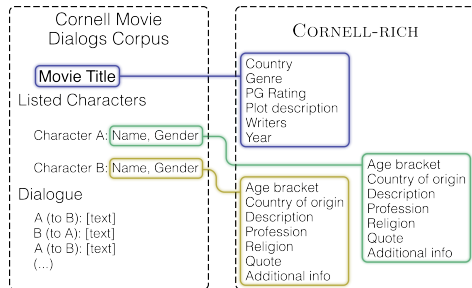 Cornell Movie
Dialogs Corpus
Movie Title
Listed Characters
Character A: Name, Gender
Character B: Name, Gender
Dialogue
A (to B): [text]
B (to A): [text]
A (to B): [text]
(...)
CORNELL-RICH
Country
Genre
PG Rating
Plot description
Writers
Year
Age bracket
Country of origin
Description
Profession
Religion
Quote
Additional info
Age bracket
Country of origin
Description
Profession
Religion
Quote
Additional info